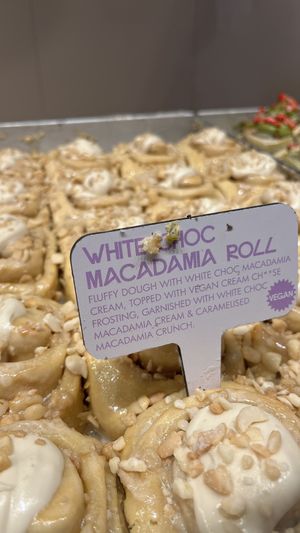 WHITE CHOC
MACADAMIA ROLL
FLUFFY DOUGH WITH WHITE CHOC MACADAMIA
CREAM, TOPPED WITH VEGAN CREAM CH**SE
FROSTING, GARNISHED WITH WHITE CHOC
MACADAMIA CREAM & CARAMELISED
MACADAMIA CRUNCH.
VEGAN